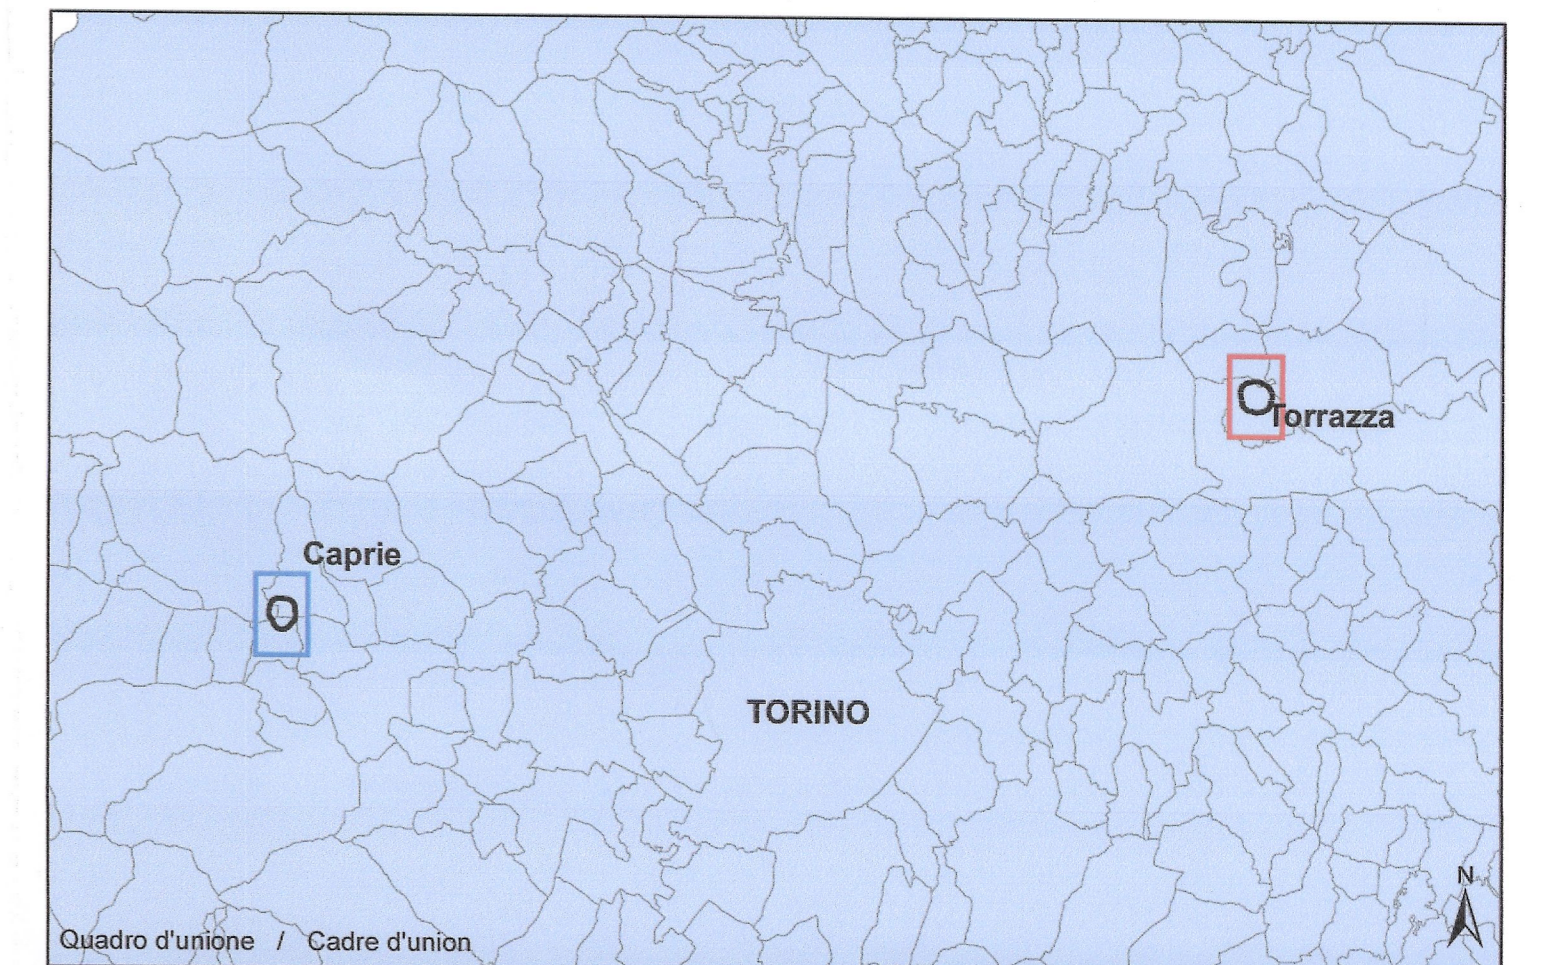 Torrazza
Caprie
TORINO
N
Quadro d'unione / Cadre d'union